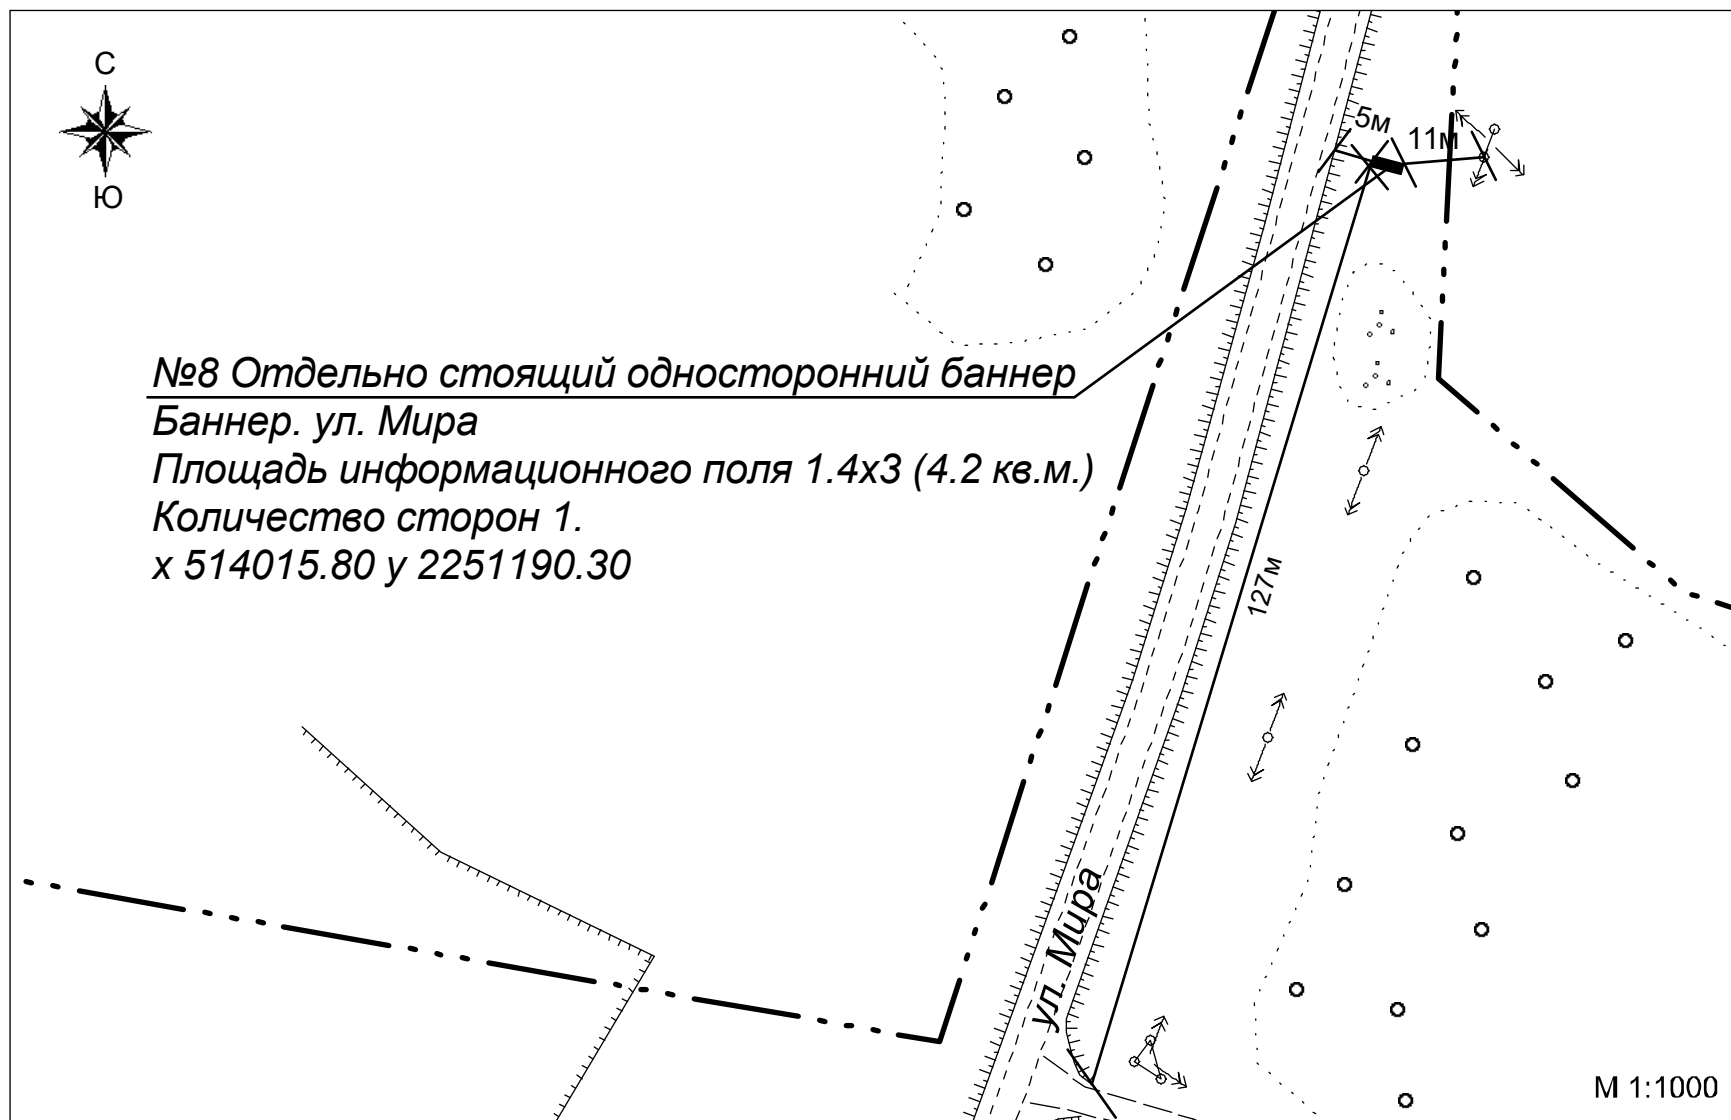 С
Ю
5м
11м
№8 Отдельно стоящий односторонний баннер
Баннер. ул. Мира
Площадь информационного поля 1.4х3 (4.2 кв.м.)
Количество сторон 1.
х 514015.80 у 2251190.30
127м
ул. Мира
М 1:1000